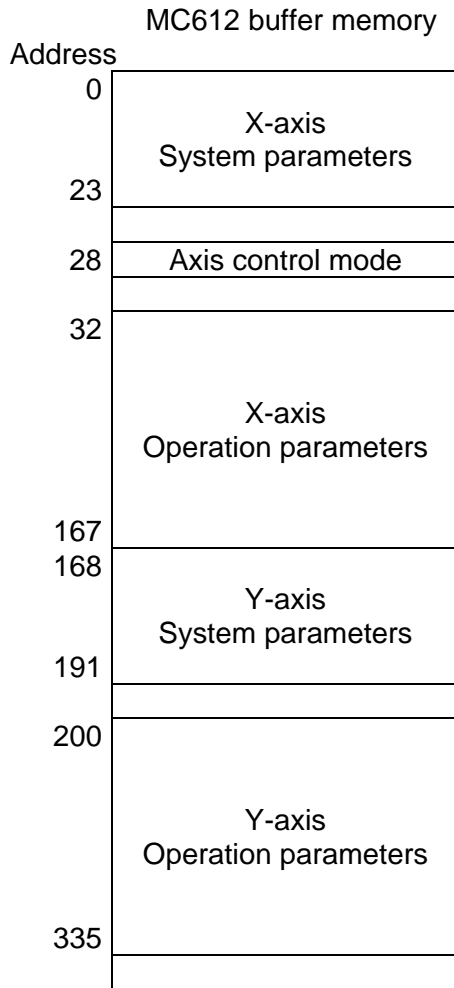 MC612 buffer memory
Address
0
X-axis
System parameters
23
28 Axis control mode
32
X-axis
Operation parameters
167
168
Y-axis
System parameters
191
200
Y-axis
Operation parameters
335